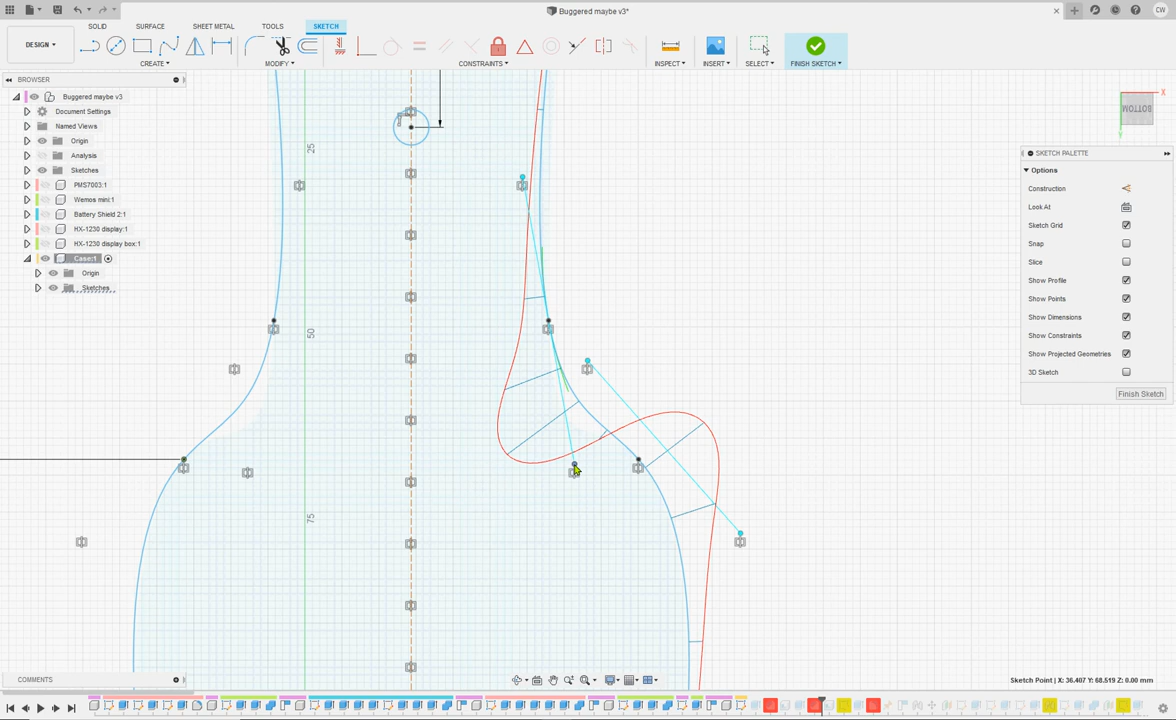 Buggered maybe v3*
CW
SOLID SURFACE SHEET METAL TOOLS SKETCH
DESIGN
CREATE MODIFY CONSTRAINTS INSPECT INSERT SELECT FINISH SKETCH
BROWSER
Buggered maybe v3
Document Settings
Named Views
Origin
Analysis
Sketches
PMS7003:1
Wemos mini:1
Battery Shield 2:1
HX-1230 display:1
HX-1230 display box:1
Case:1
Origin
Sketches
25
50
75
X
BOTTOM
Y
SKETCH PALETTE
Options
Construction
Look At
Sketch Grid
Snap
Slice
Show Profile
Show Points
Show Dimensions
Show Constraints
Show Projected Geometries
3D Sketch
Finish Sketch
COMMENTS
Sketch Point | X: 36.407 Y: 68.519 Z: 0.00 mm